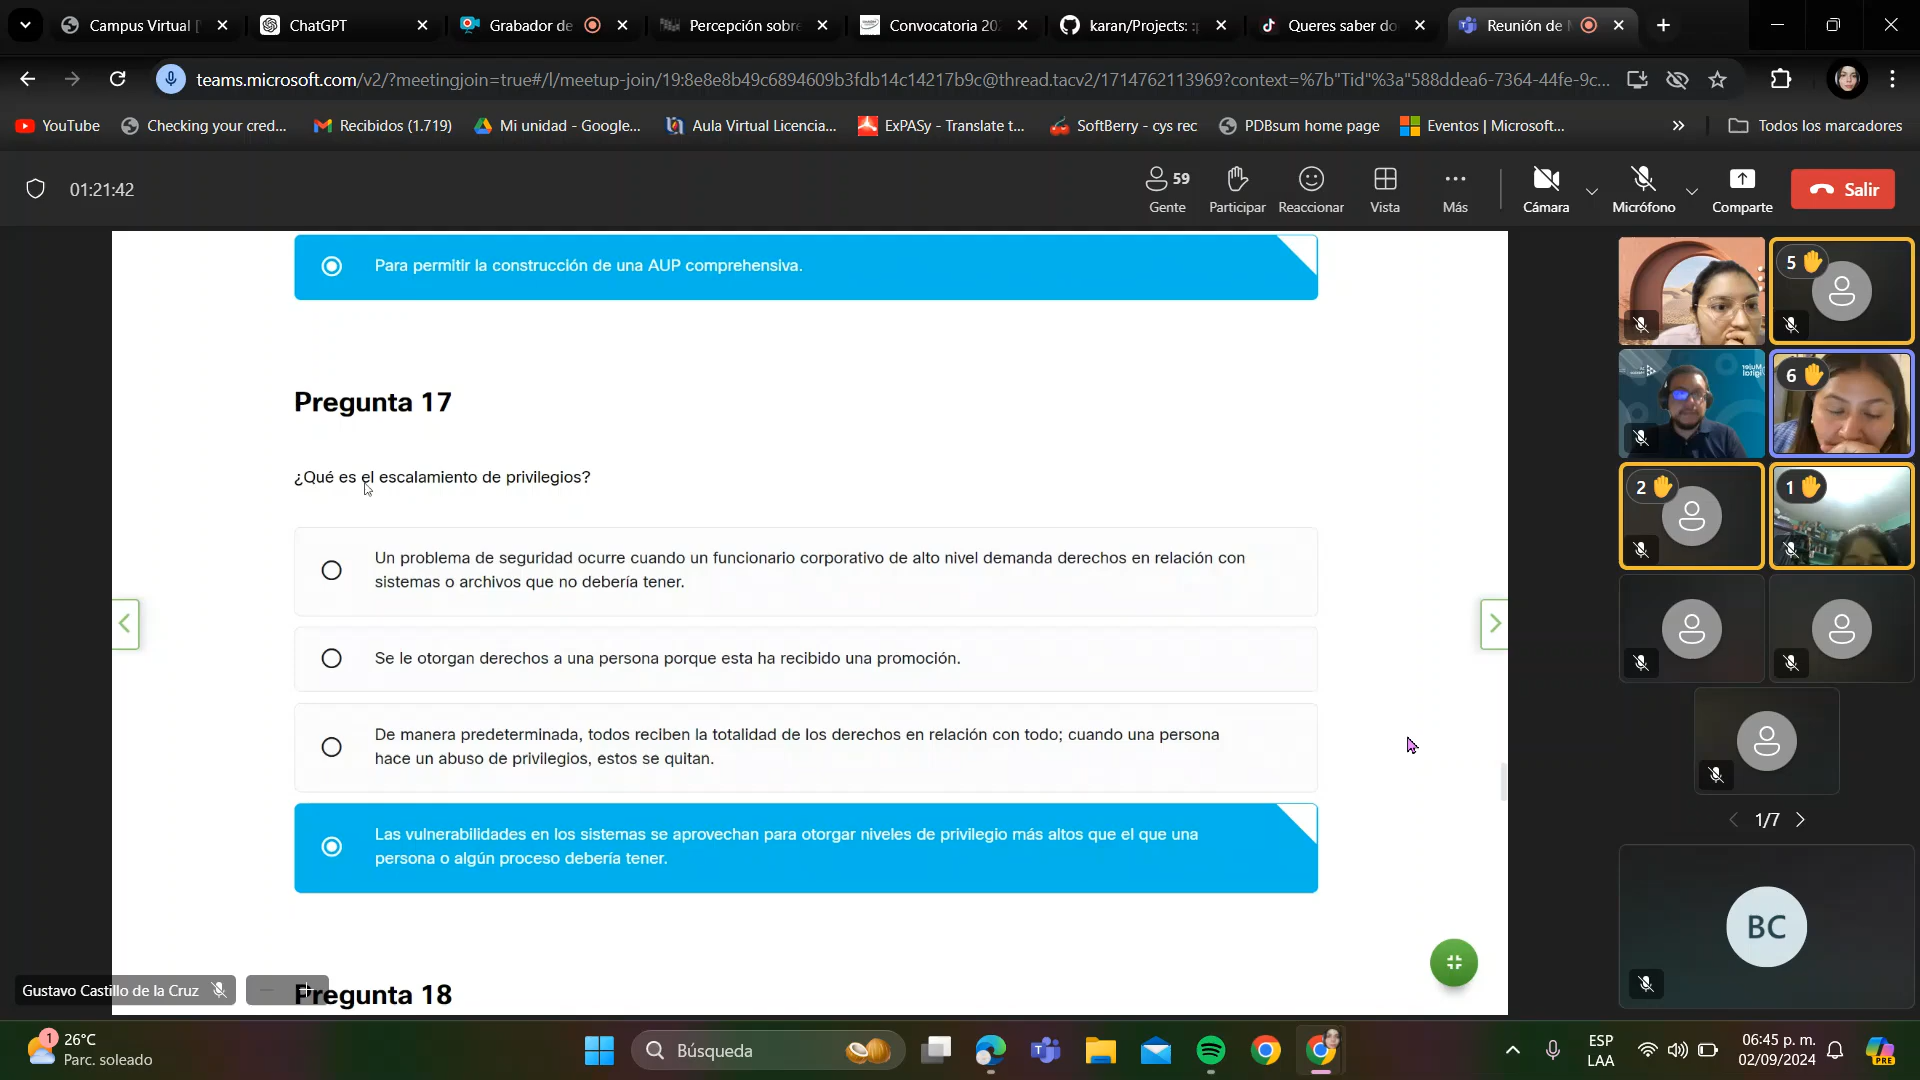 Campus Virtual [
ChatGPT
Grabador de
Percepción sobre
Convocatoria 202
karan/Projects: :p
Queres saber do
Reunión de
teams.microsoft.com/v2/?meetingjoin=true#/l/meetup-join/19:8e8e8b49c6894609b3fdb14c14217b9c@thread.tacv2/1714762113969?context=%7b"Tid"%3a"588ddea6-7364-44fe-9c...
YouTube
Checking your cred...
Recibidos (1.719)
Mi unidad - Google...
Aula Virtual Licencia...
ExPASy - Translate t...
SoftBerry - cys rec
PDBsum home page
Eventos | Microsoft...
Todos los marcadores
01:21:42
59
Gente
Participar
Reaccionar
Vista
Más
Cámara
Micrófono
Comparte
Salir
Para permitir la construcción de una AUP comprehensiva.
Pregunta 17
¿Qué es el escalamiento de privilegios?
Un problema de seguridad ocurre cuando un funcionario corporativo de alto nivel demanda derechos en relación con
sistemas o archivos que no debería tener.
Se le otorgan derechos a una persona porque esta ha recibido una promoción.
De manera predeterminada, todos reciben la totalidad de los derechos en relación con todo; cuando una persona
hace un abuso de privilegios, estos se quitan.
Las vulnerabilidades en los sistemas se aprovechan para otorgar niveles de privilegio más altos que el que una
persona o algún proceso debería tener.
Pregunta 18
Gustavo Castillo de la Cruz
5
6
2
1
1/7
BC
1
26°C
Parc. soleado
Búsqueda
ESP
LAA
06:45 p. m.
02/09/2024
PRE